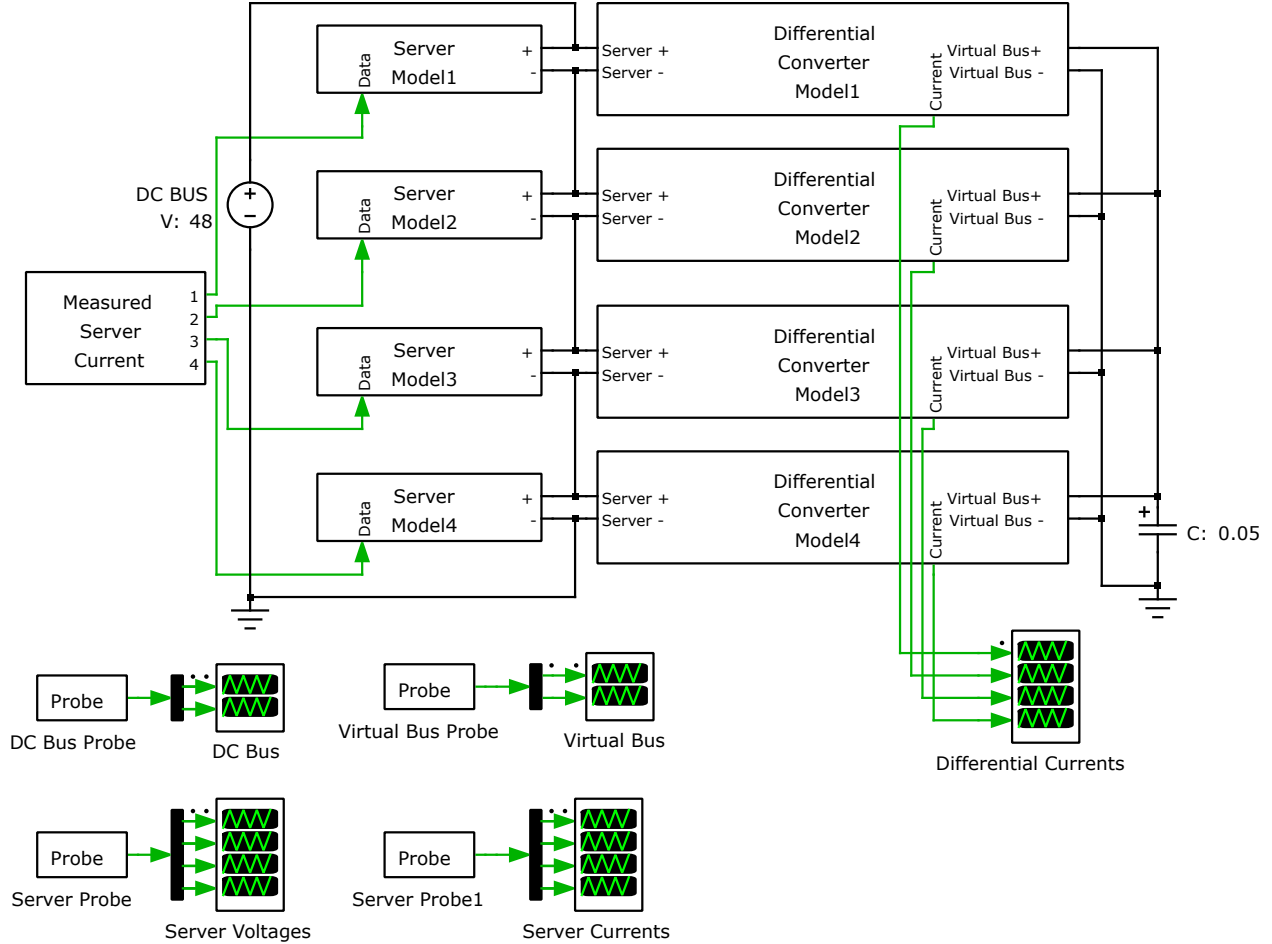 DC BUS
V: 48
Measured
Server
Current
1
2
3
4
Server
Model1
Data
+
-
Server +
Server -
Differential
Converter
Model1
Current
Virtual Bus+
Virtual Bus -
Server
Model2
Data
+
-
Server +
Server -
Differential
Converter
Model2
Current
Virtual Bus+
Virtual Bus -
Server
Model3
Data
+
-
Server +
Server -
Differential
Converter
Model3
Current
Virtual Bus+
Virtual Bus -
Server
Model4
Data
+
-
Server +
Server -
Differential
Converter
Model4
Current
Virtual Bus+
Virtual Bus -
+
C: 0.05
Probe
DC Bus Probe
DC Bus
Probe
Virtual Bus Probe
Virtual Bus
Differential Currents
Probe
Server Probe
Server Voltages
Probe
Server Probe1
Server Currents